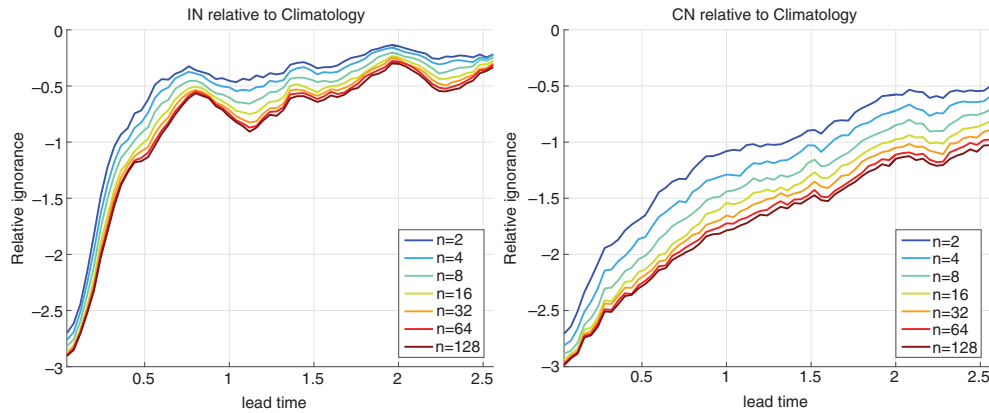 IN relative to Climatology
Relative ignorance
0
−0.5
−1
−1.5
−2
−2.5
−3
0.5
1
1.5
2
2.5
lead time
n=2
n=4
n=8
n=16
n=32
n=64
n=128
CN relative to Climatology
Relative ignorance
0
−0.5
−1
−1.5
−2
−2.5
−3
0.5
1
1.5
2
2.5
lead time
n=2
n=4
n=8
n=16
n=32
n=64
n=128